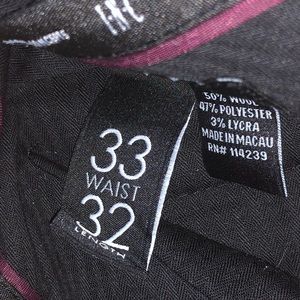 33
WAIST
32
LENGTH
50% WOOL
47% POLYESTER
3% LYCRA
MADE IN MACAU
RN# 114239